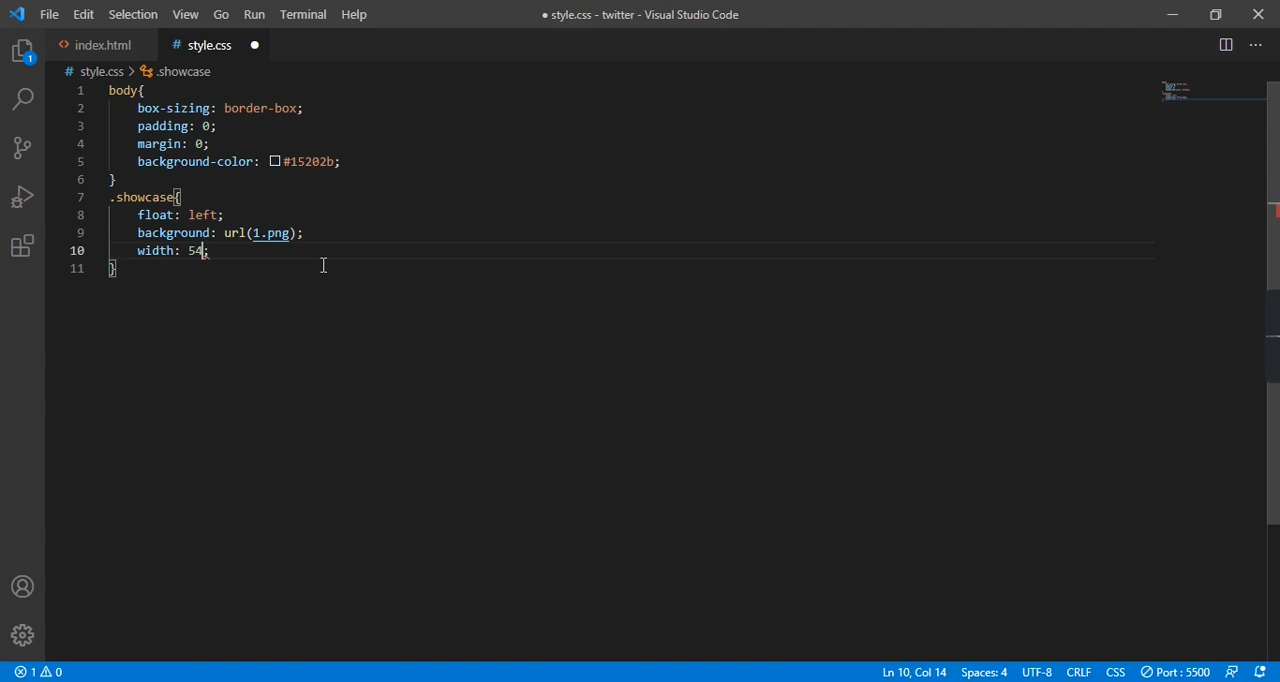 File Edit Selection View Go Run Terminal Help ● style.css - twitter - Visual Studio Code
1 <> index.html # style.css ●
# style.css > .showcase
1 body{
2 box-sizing: border-box;
3 padding: 0;
4 margin: 0;
5 background-color: #15202b;
6 }
7 .showcase{
8 float: left;
9 background: url(1.png);
10 width: 54;
11 }
1 0 Ln 10, Col 14 Spaces: 4 UTF-8 CRLF CSS Port : 5500